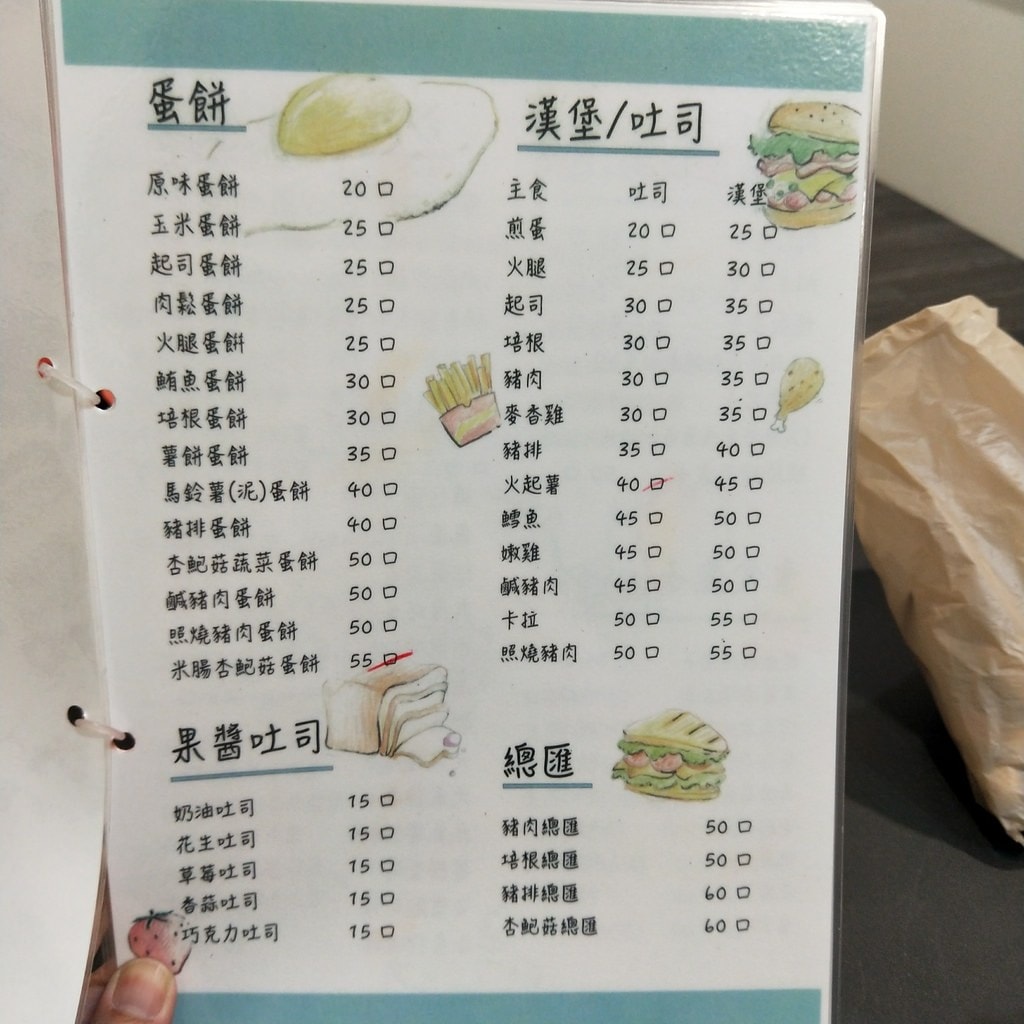 蛋餅
原味蛋餅 20 口
玉米蛋餅 25 口
起司蛋餅 25 口
肉鬆蛋餅 25 口
火腿蛋餅 25 口
鮪魚蛋餅 30 口
培根蛋餅 30 口
薯餅蛋餅 35 口
馬鈴薯(泥)蛋餅 40 口
豬排蛋餅 40 口
杏鮑菇蔬菜蛋餅 50 口
鹹豬肉蛋餅 50 口
照燒豬肉蛋餅 50 口
米腸杏鮑菇蛋餅 55 口
果醬吐司
奶油吐司 15 口
花生吐司 15 口
草莓吐司 15 口
香蒜吐司 15 口
巧克力吐司 15 口
漢堡/吐司
主食 吐司 漢堡
煎蛋 20 口 25 口
火腿 25 口 30 口
起司 30 口 35 口
培根 30 口 35 口
豬肉 30 口 35 口
麥香雞 30 口 35 口
豬排 35 口 40 口
火起薯 40 口 45 口
鱈魚 45 口 50 口
嫩雞 45 口 50 口
鹹豬肉 45 口 50 口
卡拉 50 口 55 口
照燒豬肉 50 口 55 口
總匯
豬肉總匯 50 口
培根總匯 50 口
豬排總匯 60 口
杏鮑菇總匯 60 口